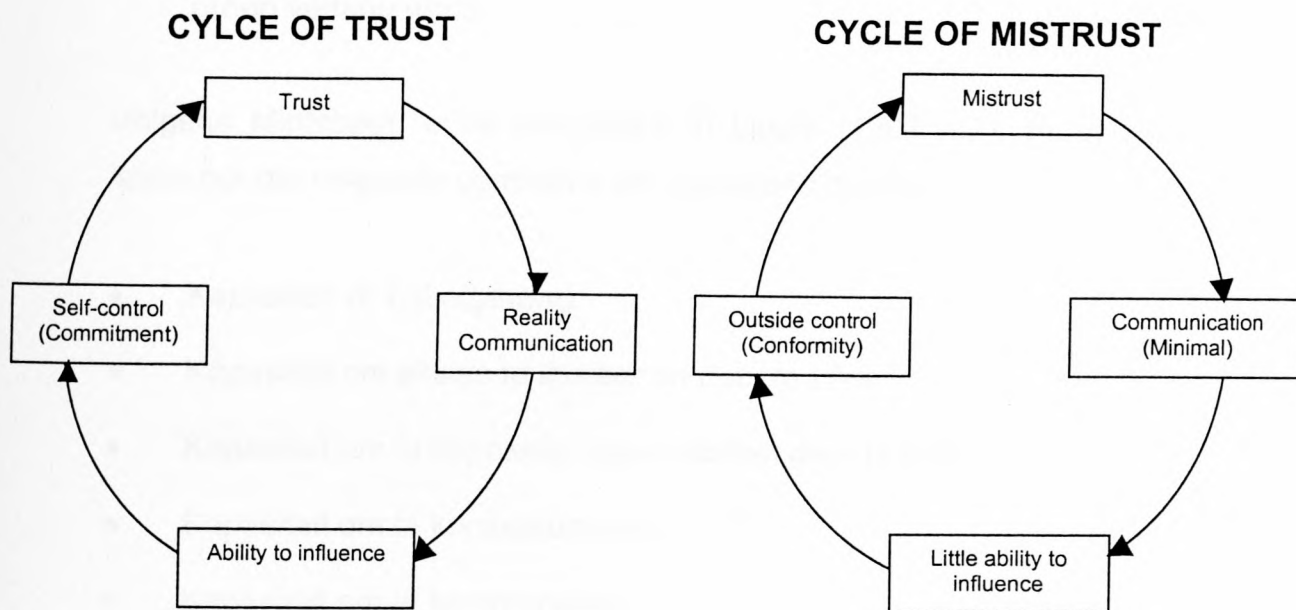 CYLCE OF TRUST
Trust
Reality
Communication
Ability to influence
Self-control
(Commitment)
CYCLE OF MISTRUST
Mistrust
Communication
(Minimal)
Little ability to
influence
Outside control
(Conformity)